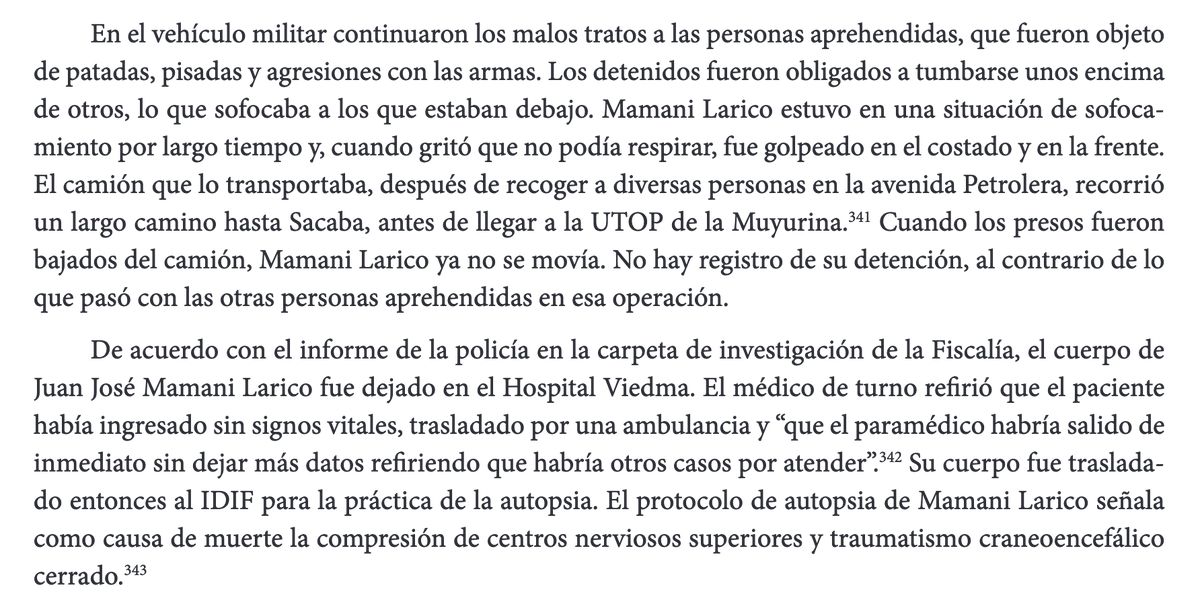 En el vehículo militar continuaron los malos tratos a las personas aprehendidas, que fueron objeto
de patadas, pisadas y agresiones con las armas. Los detenidos fueron obligados a tumbarse unos encima
de otros, lo que sofocaba a los que estaban debajo. Mamani Larico estuvo en una situación de sofoca-
miento por largo tiempo y, cuando gritó que no podía respirar, fue golpeado en el costado y en la frente.
El camión que lo transportaba, después de recoger a diversas personas en la avenida Petrolera, recorrió
un largo camino hasta Sacaba, antes de llegar a la UTOP de la Muyurina.³⁴¹ Cuando los presos fueron
bajados del camión, Mamani Larico ya no se movía. No hay registro de su detención, al contrario de lo
que pasó con las otras personas aprehendidas en esa operación.
De acuerdo con el informe de la policía en la carpeta de investigación de la Fiscalía, el cuerpo de
Juan José Mamani Larico fue dejado en el Hospital Viedma. El médico de turno refirió que el paciente
había ingresado sin signos vitales, trasladado por una ambulancia y “que el paramédico habría salido de
inmediato sin dejar más datos refiriendo que habría otros casos por atender”.³⁴² Su cuerpo fue traslada-
do entonces al IDIF para la práctica de la autopsia. El protocolo de autopsia de Mamani Larico señala
como causa de muerte la compresión de centros nerviosos superiores y traumatismo craneoencefálico
cerrado.³⁴³